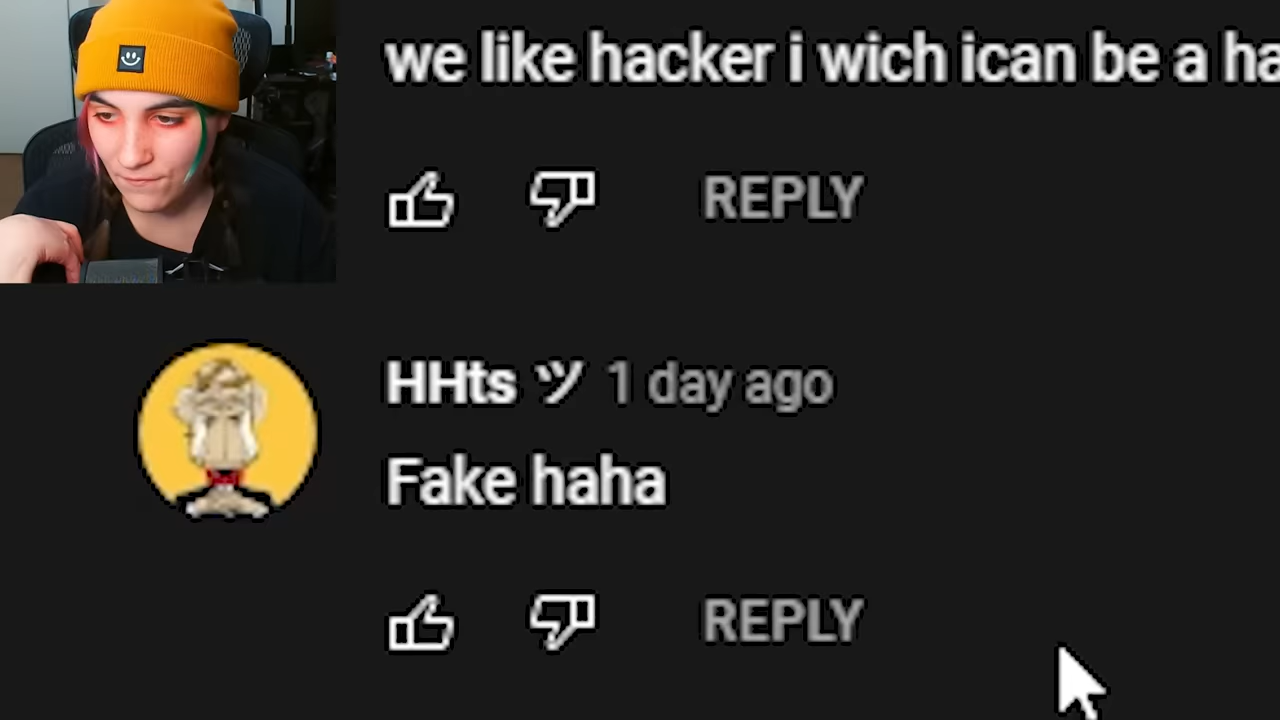 we like hacker i wich ican be a ha
REPLY
HHts ツ 1 day ago
Fake haha
REPLY